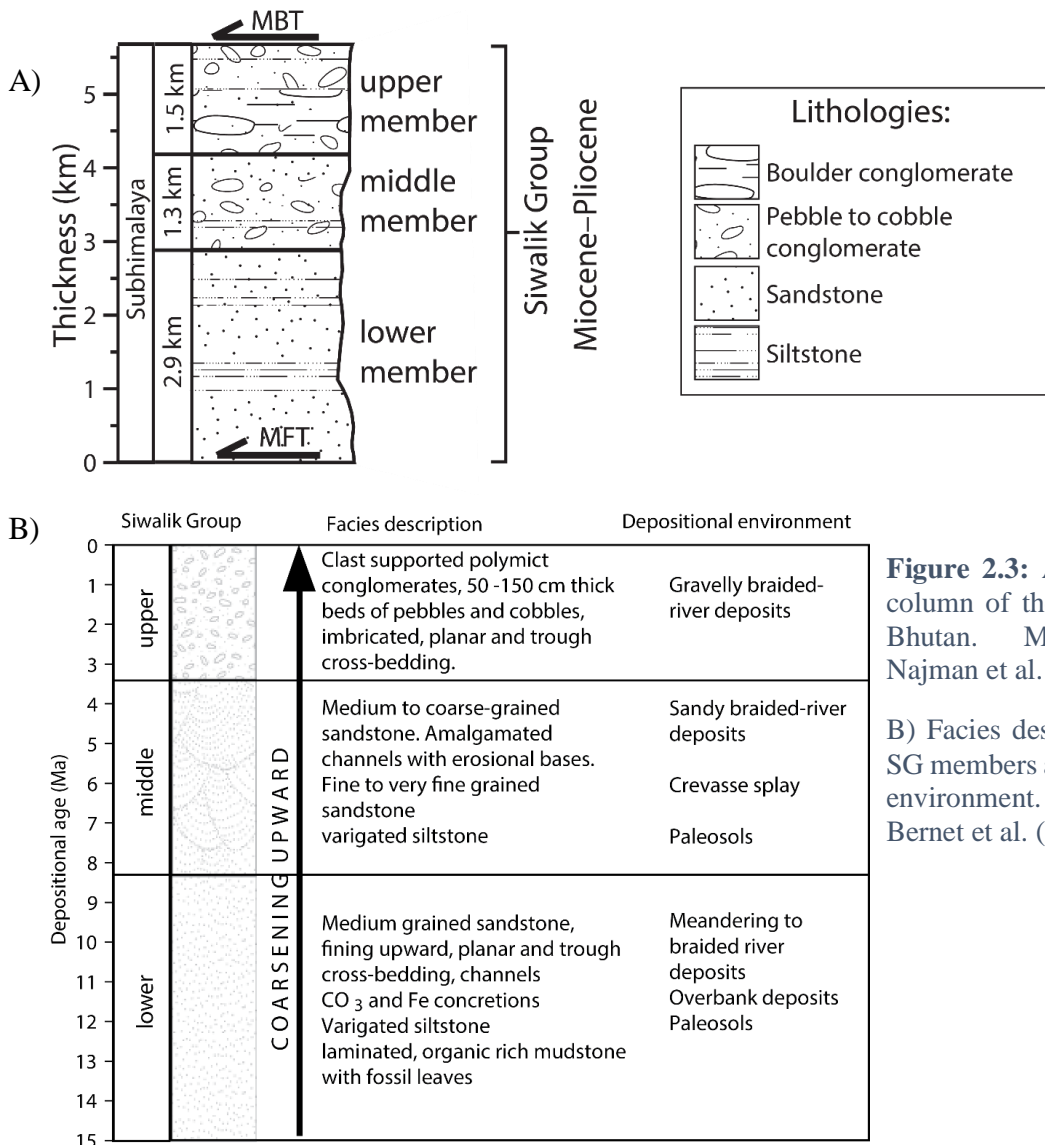 A)
MBT
Thickness (km)
5
4
3
2
1
0
Subhimalaya
1.5 km
1.3 km
2.9 km
upper
member
middle
member
lower
member
MFT
Siwalik Group
Miocene–Pliocene
Lithologies:
Boulder conglomerate
Pebble to cobble
conglomerate
Sandstone
Siltstone
B)
Siwalik Group
Facies description
Depositional environment
Depositional age (Ma)
0
1
2
3
4
5
6
7
8
9
10
11
12
13
14
15
upper
middle
lower
COARSENING UPWARD
Clast supported polymict
conglomerates, 50 -150 cm thick
beds of pebbles and cobbles,
imbricated, planar and trough
cross-bedding.
Gravelly braided-
river deposits
Medium to coarse-grained
sandstone. Amalgamated
channels with erosional bases.
Fine to very fine grained
sandstone
varigated siltstone
Sandy braided-river
deposits
Crevasse splay
Paleosols
Medium grained sandstone,
fining upward, planar and trough
cross-bedding, channels
CO3 and Fe concretions
Varigated siltstone
laminated, organic rich mudstone
with fossil leaves
Meandering to
braided river
deposits
Overbank deposits
Paleosols
Figure 2.3:
column of th
Bhutan. M
Najman et al.
B) Facies des
SG members
environment.
Bernet et al. (